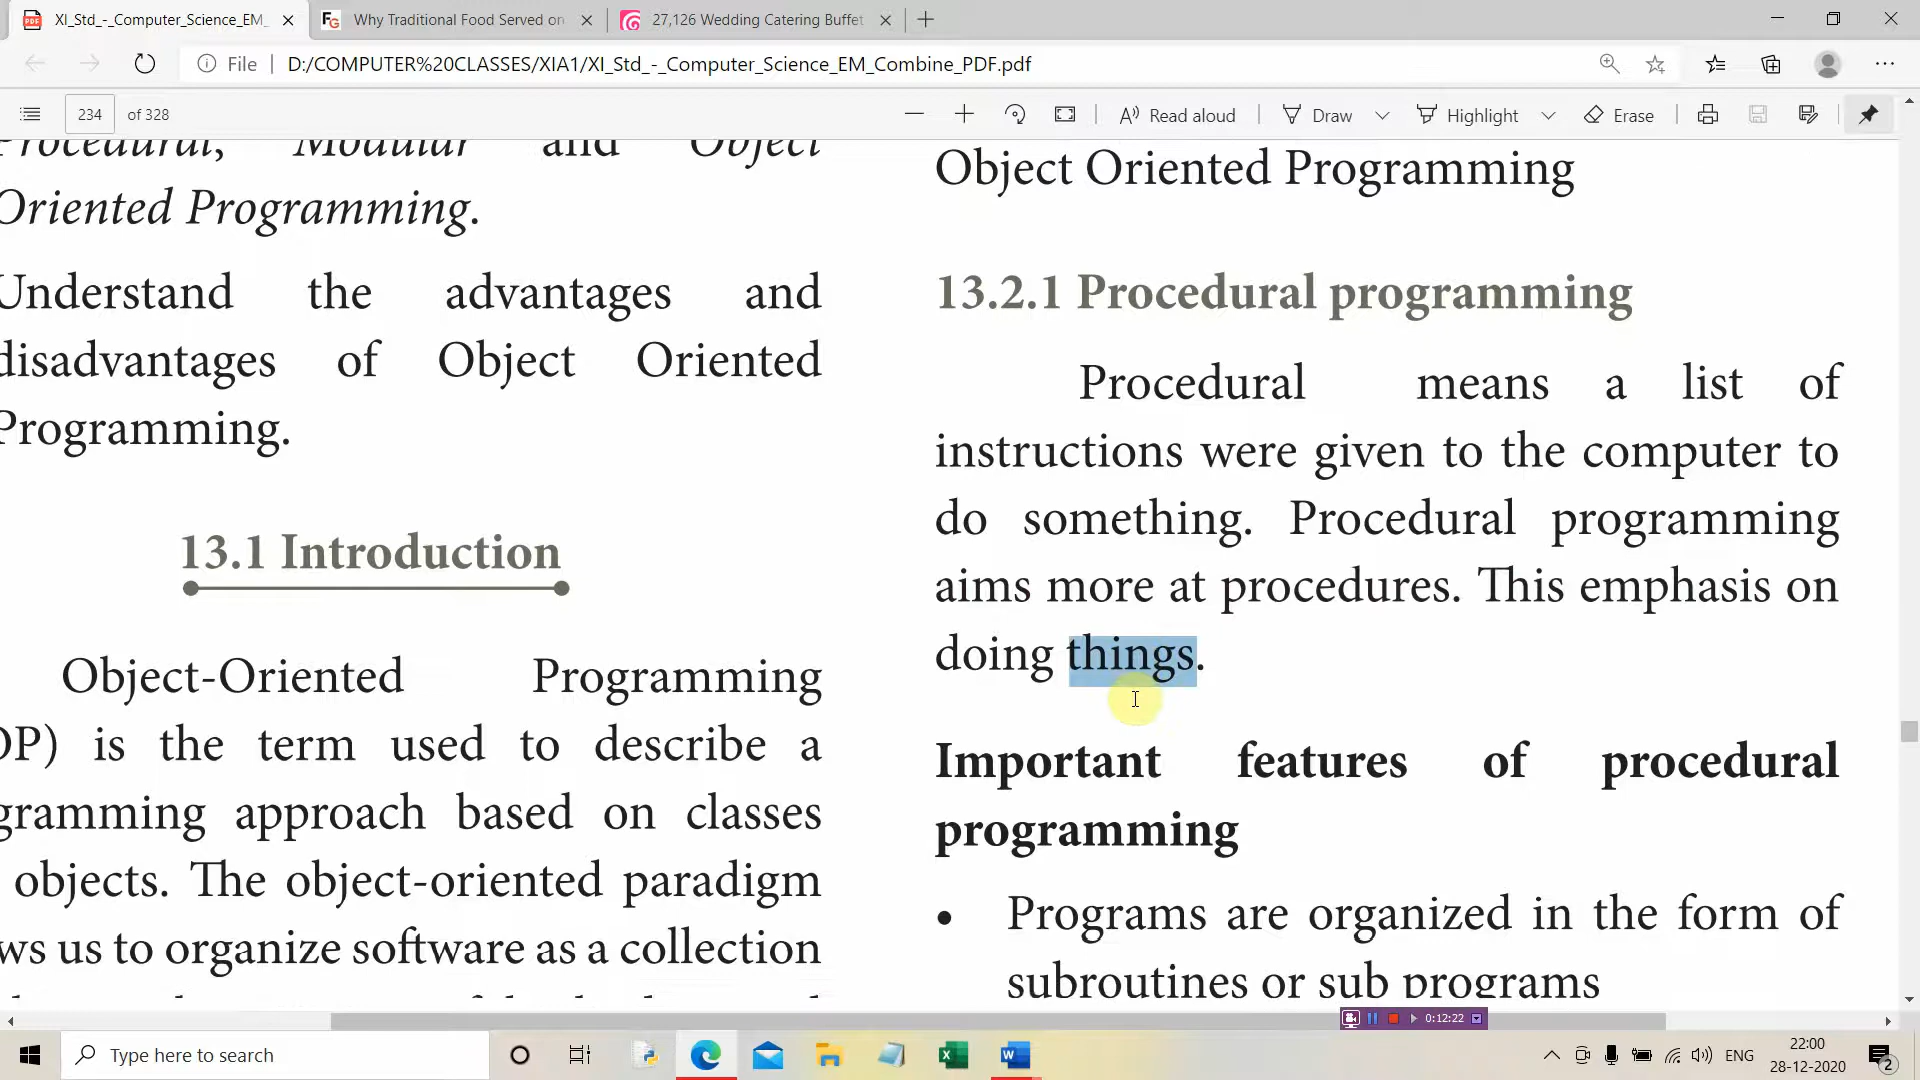 XI_Std_-_Computer_Science_EM_
Why Traditional Food Served on
27,126 Wedding Catering Buffet
File
D:/COMPUTER%20CLASSES/XIA1/XI_Std_-_Computer_Science_EM_Combine_PDF.pdf
234 of 328
Read aloud
Draw
Highlight
Erase
Procedural, Modular and Object
Oriented Programming.
Understand the advantages and
disadvantages of Object Oriented
Programming.
13.1 Introduction
Object-Oriented Programming
OP) is the term used to describe a
gramming approach based on classes
objects. The object-oriented paradigm
ws us to organize software as a collection
Object Oriented Programming
13.2.1 Procedural programming
Procedural means a list of
instructions were given to the computer to
do something. Procedural programming
aims more at procedures. This emphasis on
doing things.
Important features of procedural
programming
• Programs are organized in the form of
subroutines or sub programs
0:12:22
Type here to search
ENG
22:00
28-12-2020
2